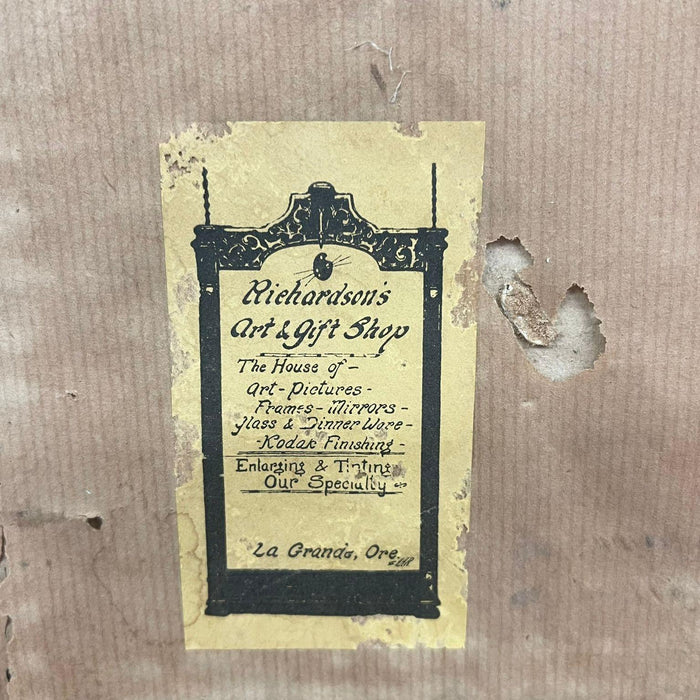 Richardson's
Art & Gift Shop
The House of -
Art - Pictures -
Frames - Mirrors -
Glass & Dinner Ware -
- Kodak Finishing -
Enlarging & Tinting
Our Specialty
La Grande, Ore.